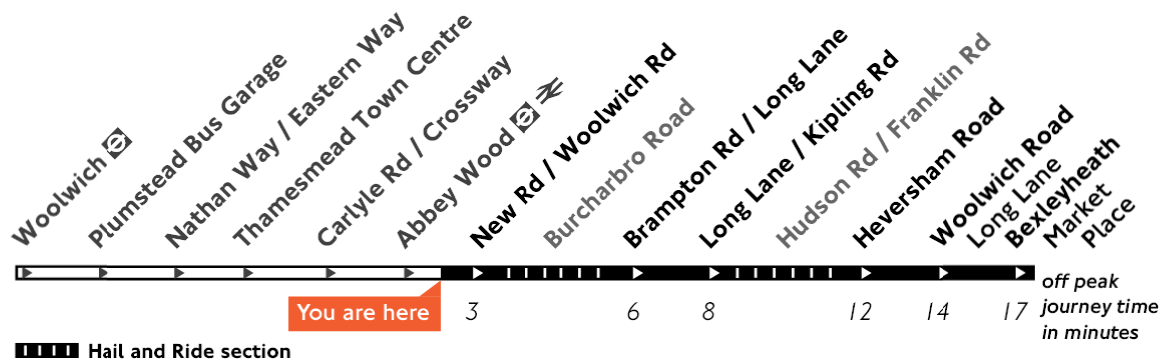 Woolwich
Plumstead Bus Garage
Nathan Way / Eastern Way
Thamesmead Town Centre
Carlyle Rd / Crossway
Abbey Wood
New Rd / Woolwich Rd
Burcharbro Road
Brampton Rd / Long Lane
Long Lane / Kipling Rd
Hudson Rd / Franklin Rd
Heversham Road
Woolwich Road
Long Lane
Bexleyheath
Market
Place
You are here
3
6
8
12
14
17
off peak
journey time
in minutes
Hail and Ride section